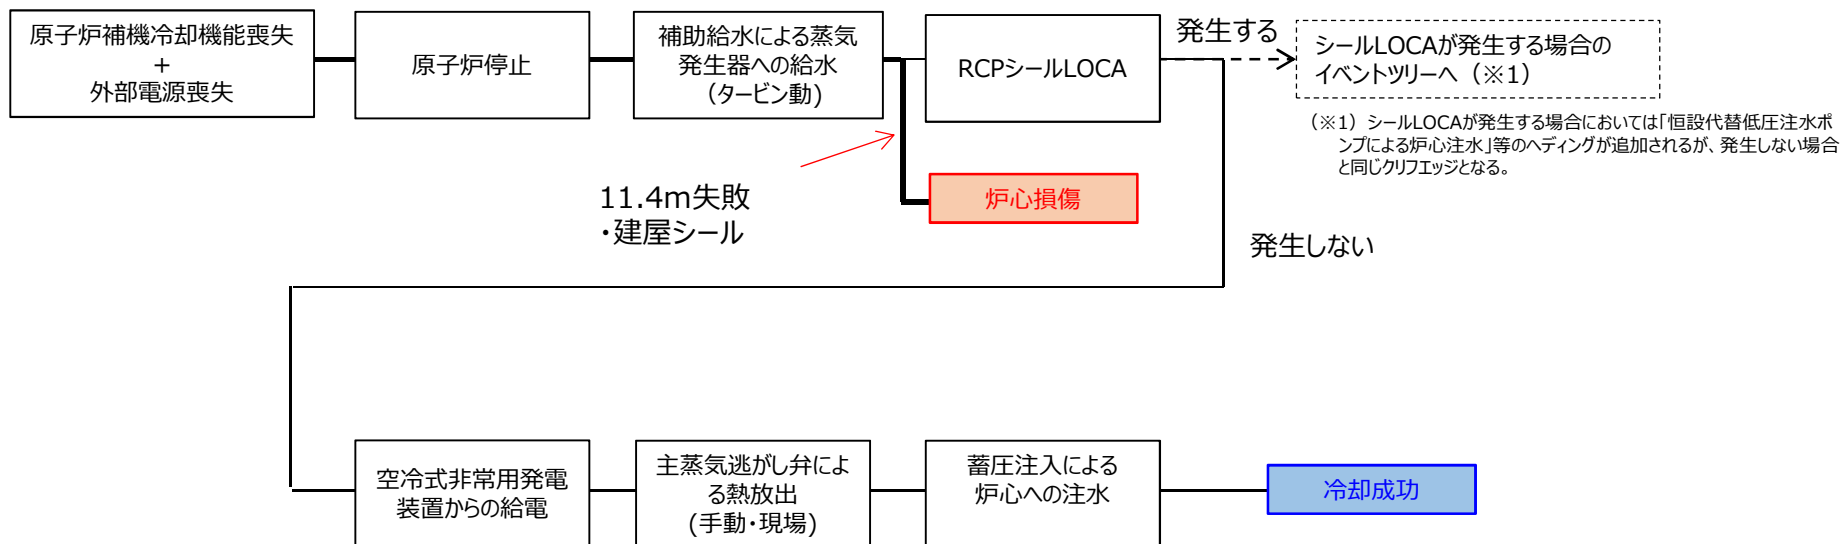 原子炉補機冷却機能喪失
+
外部電源喪失
原子炉停止
補助給水による蒸気
発生器への給水
(タービン動)
RCPシールLOCA
発生する
シールLOCAが発生する場合の
イベントツリーへ(※1)
(※1)シールLOCAが発生する場合においては「恒設代替低圧注水ポ
ンプによる炉心注水」等のヘディングが追加されるが、発生しない場合
と同じクリフエッジとなる。
11.4m失敗
・建屋シール
炉心損傷
発生しない
空冷式非常用発電
装置からの給電
主蒸気逃がし弁によ
る熱放出
(手動・現場)
蓄圧注入による
炉心への注水
冷却成功